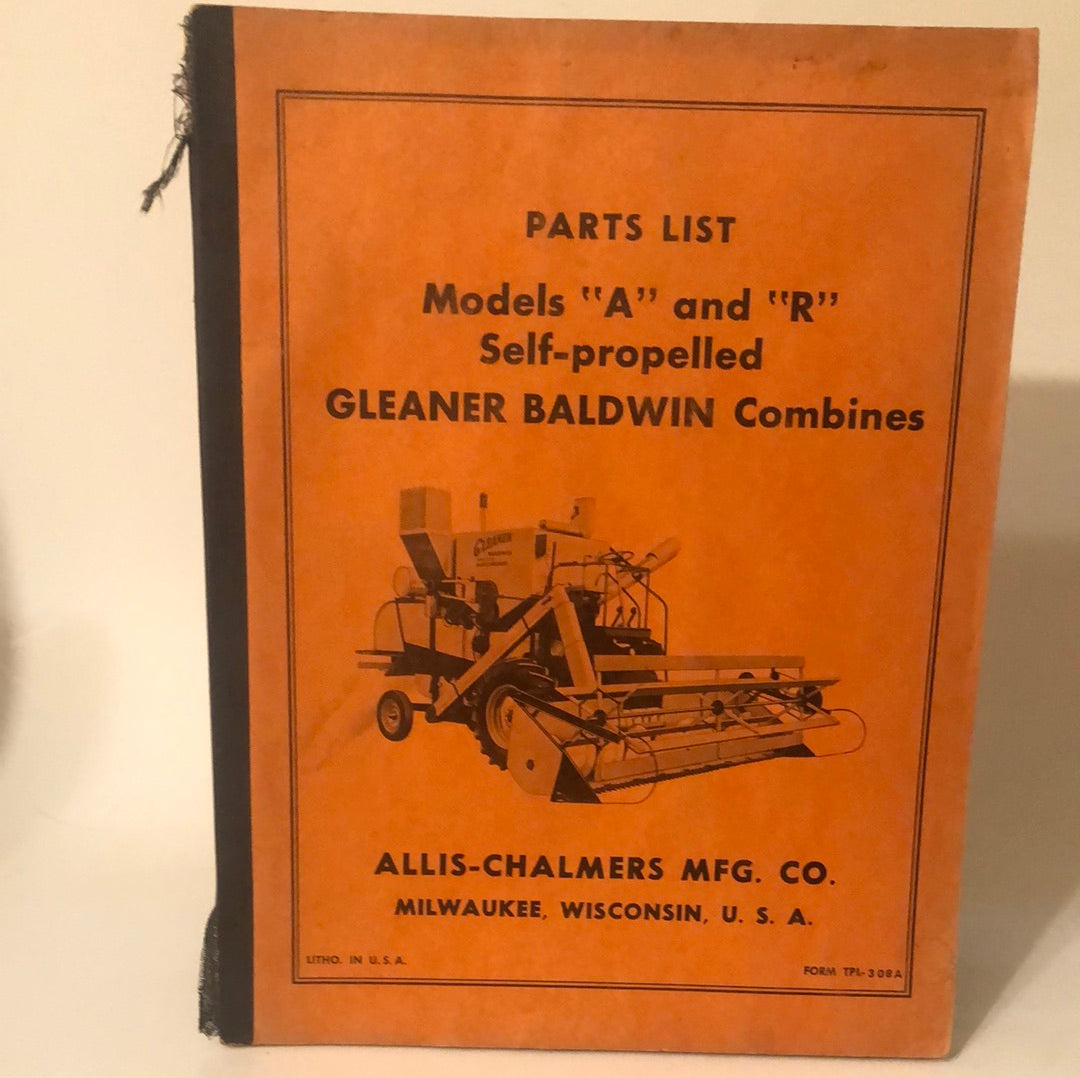 PARTS LIST
Models "A" and "R"
Self-propelled
GLEANER BALDWIN Combines
GLEANER
ALLIS-CHALMERS MFG. CO.
MILWAUKEE, WISCONSIN, U. S. A.
LITHO. IN U.S.A.
FORM TPL-308A